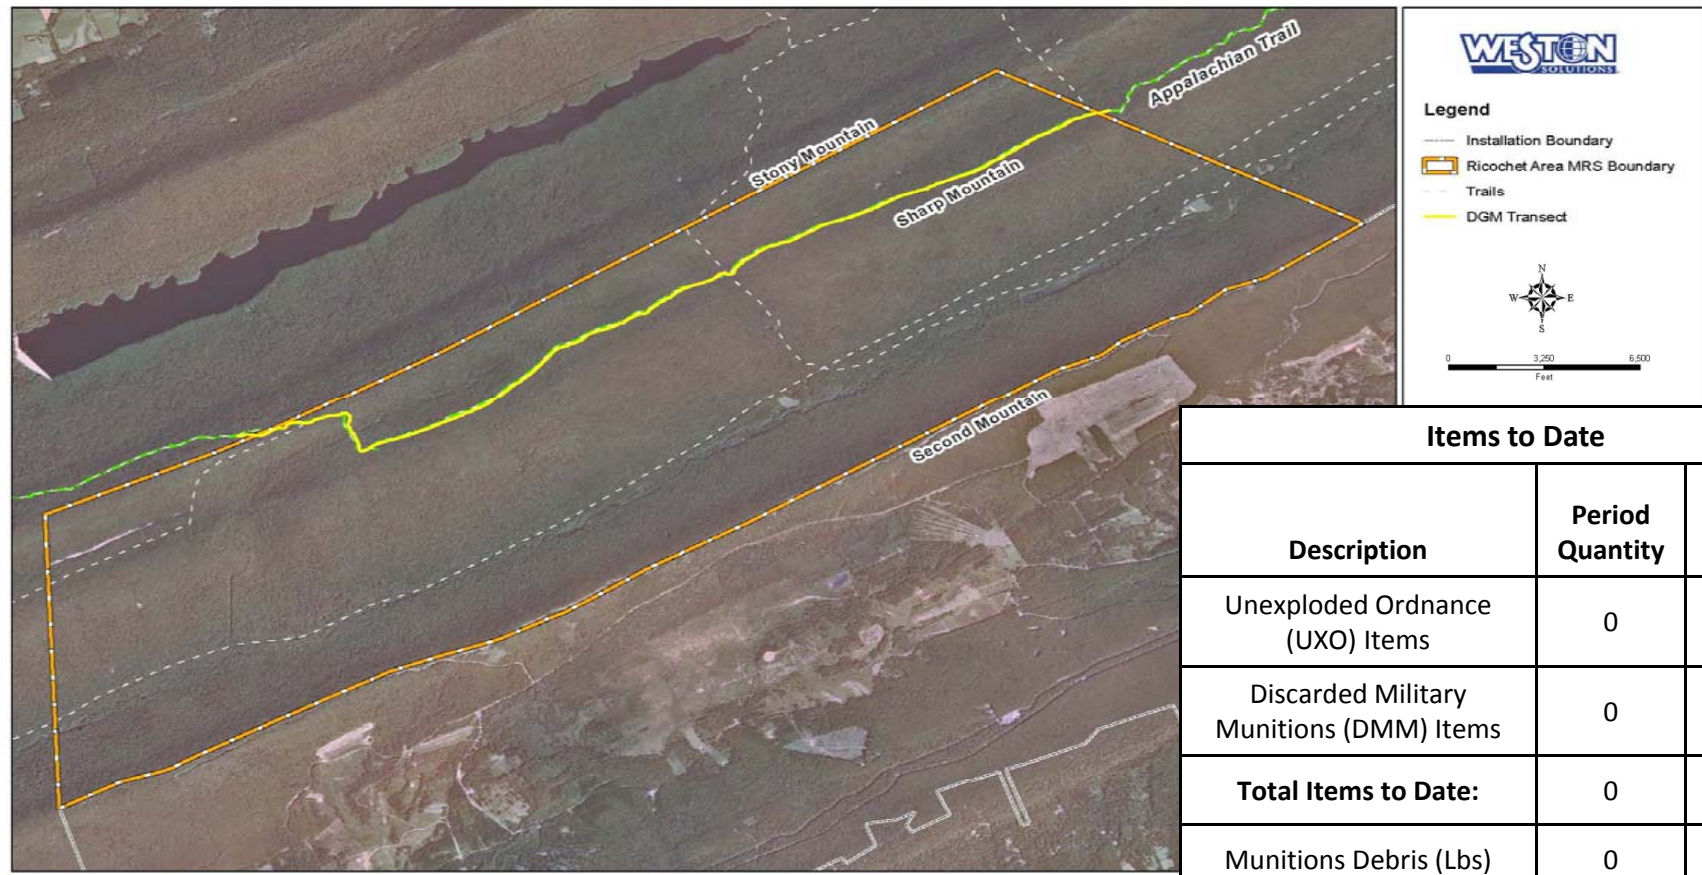 WESTON
SOLUTIONS
Legend
Installation Boundary
Ricochet Area MRS Boundary
Trails
DGM Transect
N
W E
S
0 3,250 6,500
Feet
Appalachian Trail
Stony Mountain
Sharp Mountain
Second Mountain
Items to Date
Description
Period
Quantity
Unexploded Ordnance
(UXO) Items
0
Discarded Military
Munitions (DMM) Items
0
Total Items to Date:
0
Munitions Debris (Lbs)
0